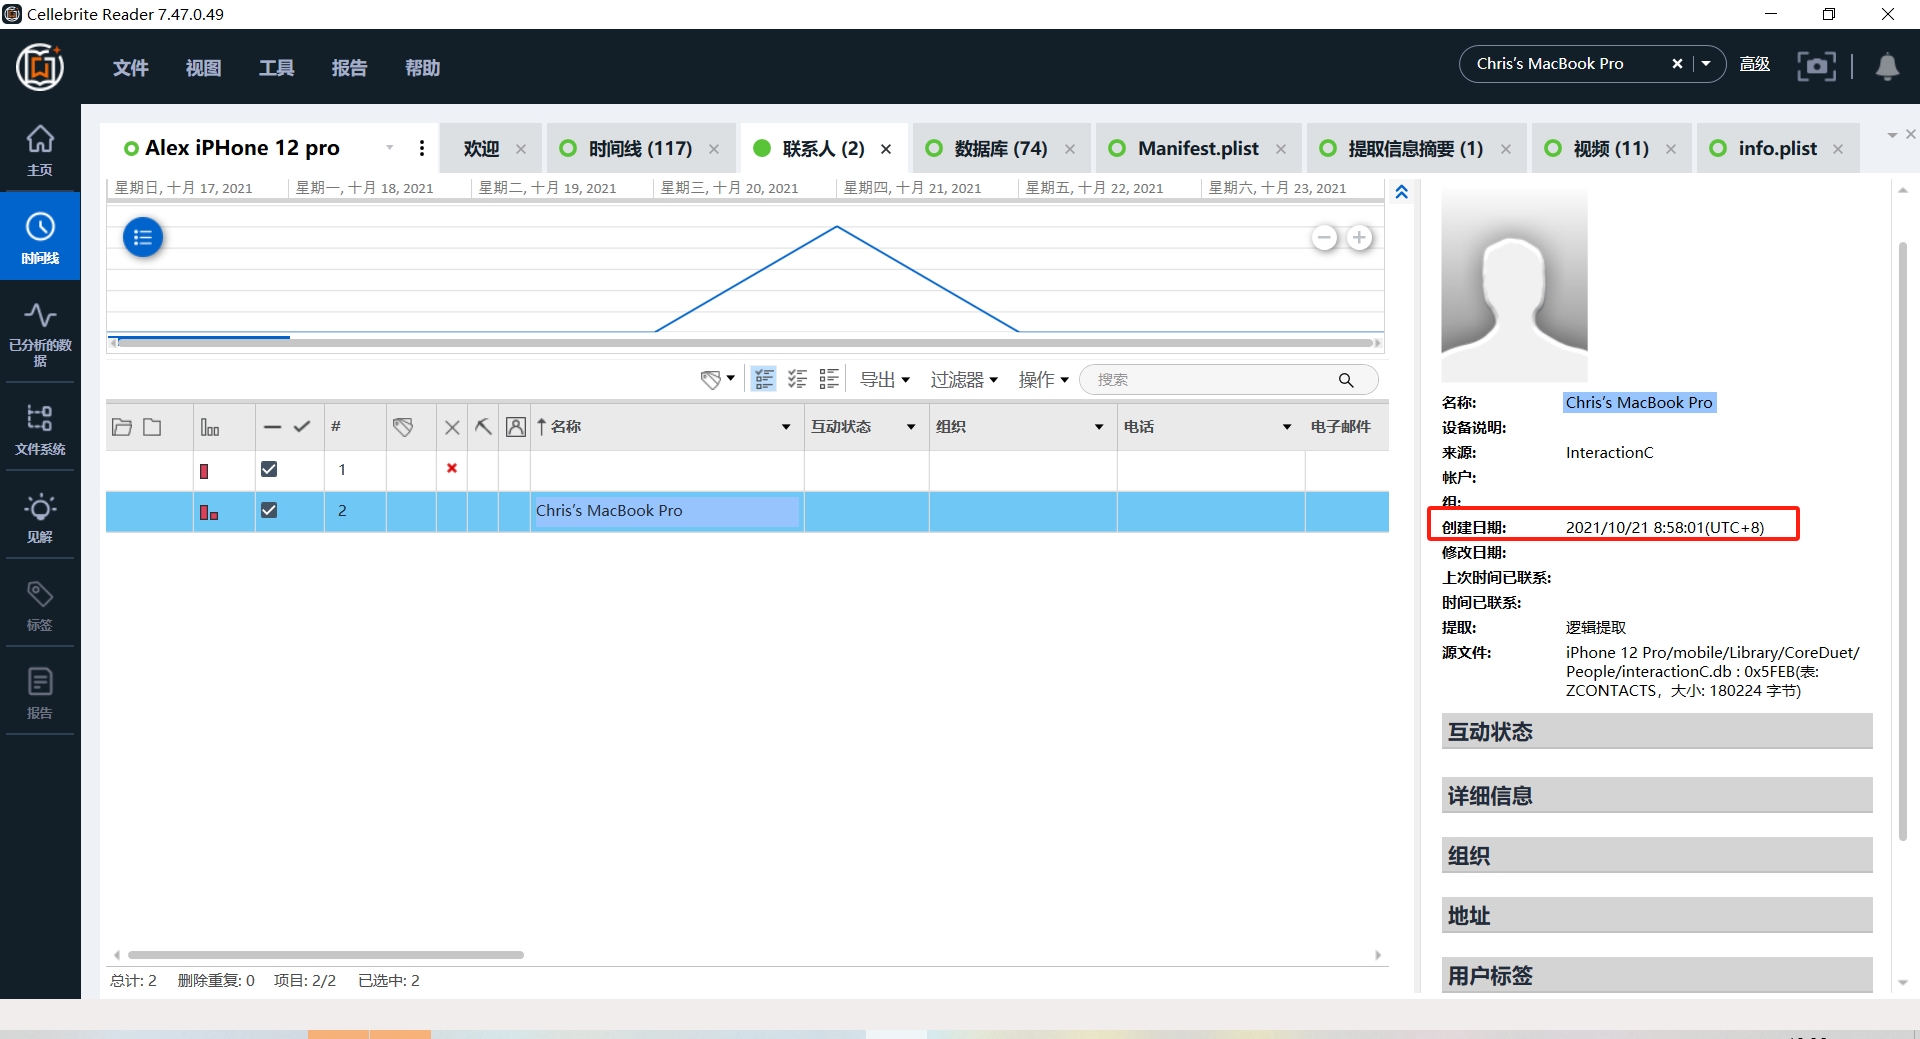 Cellebrite Reader 7.47.0.49
文件 视图 工具 报告 帮助
Chris’s MacBook Pro
高级
主页
时间线
已分析的数据
文件系统
见解
标签
报告
Alex iPHone 12 pro
欢迎
时间线 (117)
联系人 (2)
数据库 (74)
Manifest.plist
提取信息摘要 (1)
视频 (11)
info.plist
星期日, 十月 17, 2021
星期一, 十月 18, 2021
星期二, 十月 19, 2021
星期三, 十月 20, 2021
星期四, 十月 21, 2021
星期五, 十月 22, 2021
星期六, 十月 23, 2021
导出 过滤器 操作 搜索
# 名称 互动状态 组织 电话 电子邮件
1
2 Chris’s MacBook Pro
总计: 2 删除重复: 0 项目: 2/2 已选中: 2
名称: Chris’s MacBook Pro
设备说明:
来源: InteractionC
帐户:
组:
创建日期: 2021/10/21 8:58:01(UTC+8)
修改日期:
上次时间已联系:
时间已联系:
提取: 逻辑提取
源文件: iPhone 12 Pro/mobile/Library/CoreDuet/
People/interactionC.db : 0x5FEB(表:
ZCONTACTS，大小: 180224 字节)
互动状态
详细信息
组织
地址
用户标签